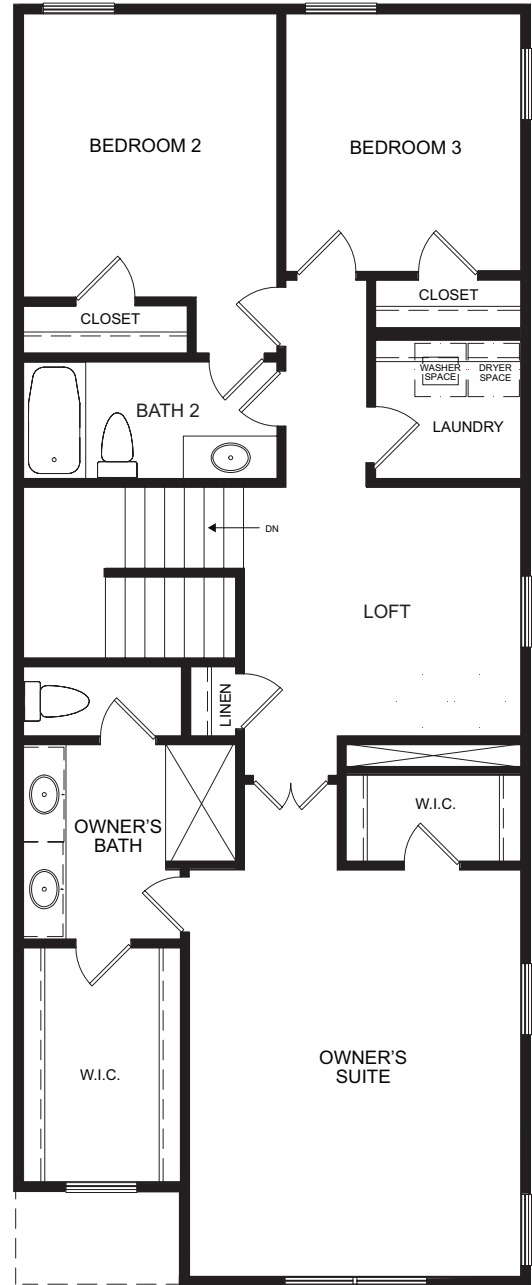 BEDROOM 2
BEDROOM 3
CLOSET
CLOSET
WASHER
SPACE
DRYER
SPACE
BATH 2
LAUNDRY
DN
LOFT
LINEN
W.I.C.
OWNER'S
BATH
W.I.C.
OWNER'S
SUITE